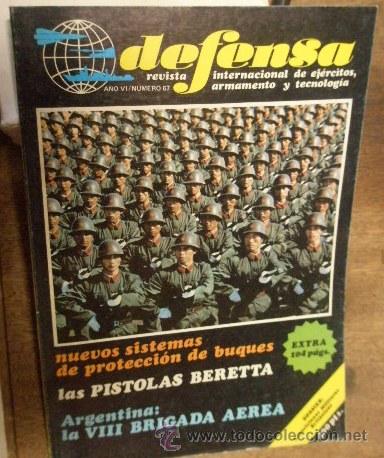 defensa
revista internacional de ejércitos,
armamento y tecnología
AÑO VI / NUMERO 67
nuevos sistemas
de protección de buques
EXTRA
104 págs.
las PISTOLAS BERETTA
Argentina:
la VIII BRIGADA AEREA
www.todocoleccion.net